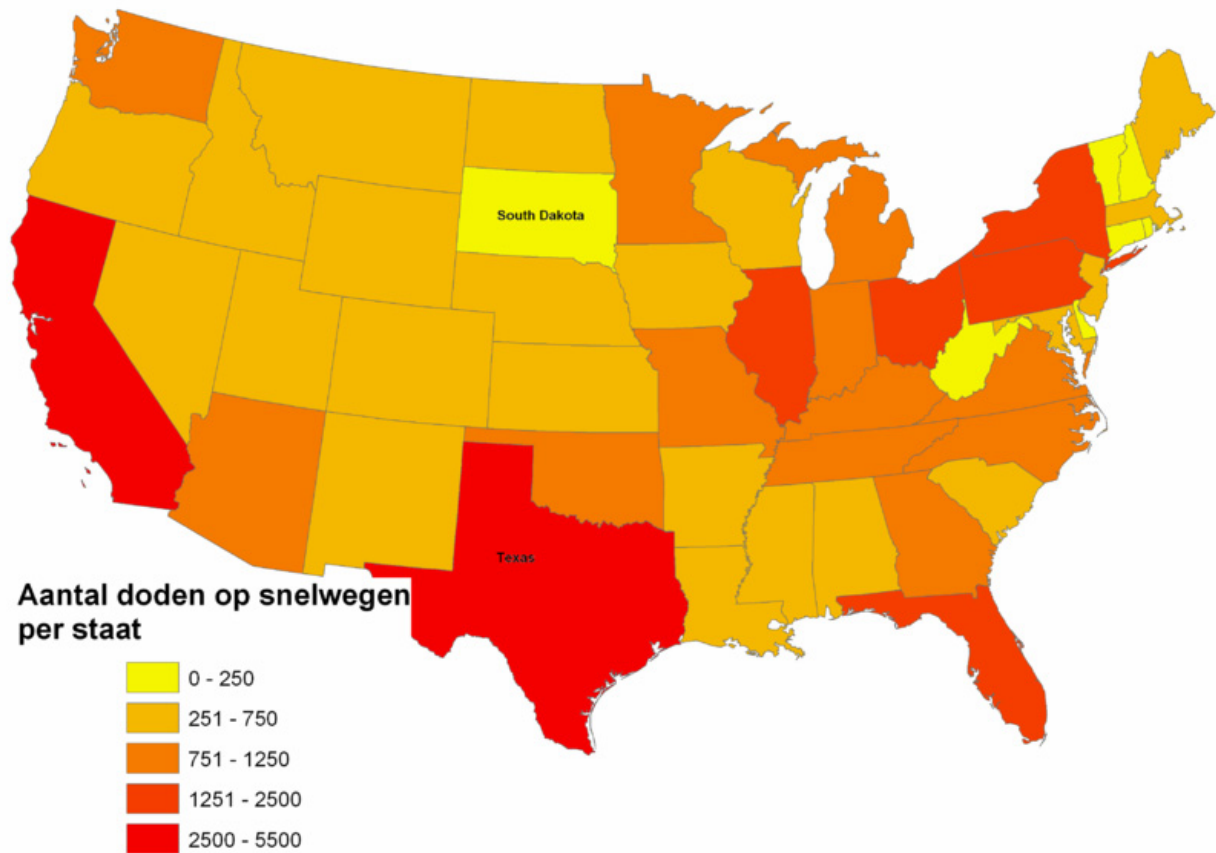 South Dakota
Texas
Aantal doden op snelwegen
per staat
0 - 250
251 - 750
751 - 1250
1251 - 2500
2500 - 5500